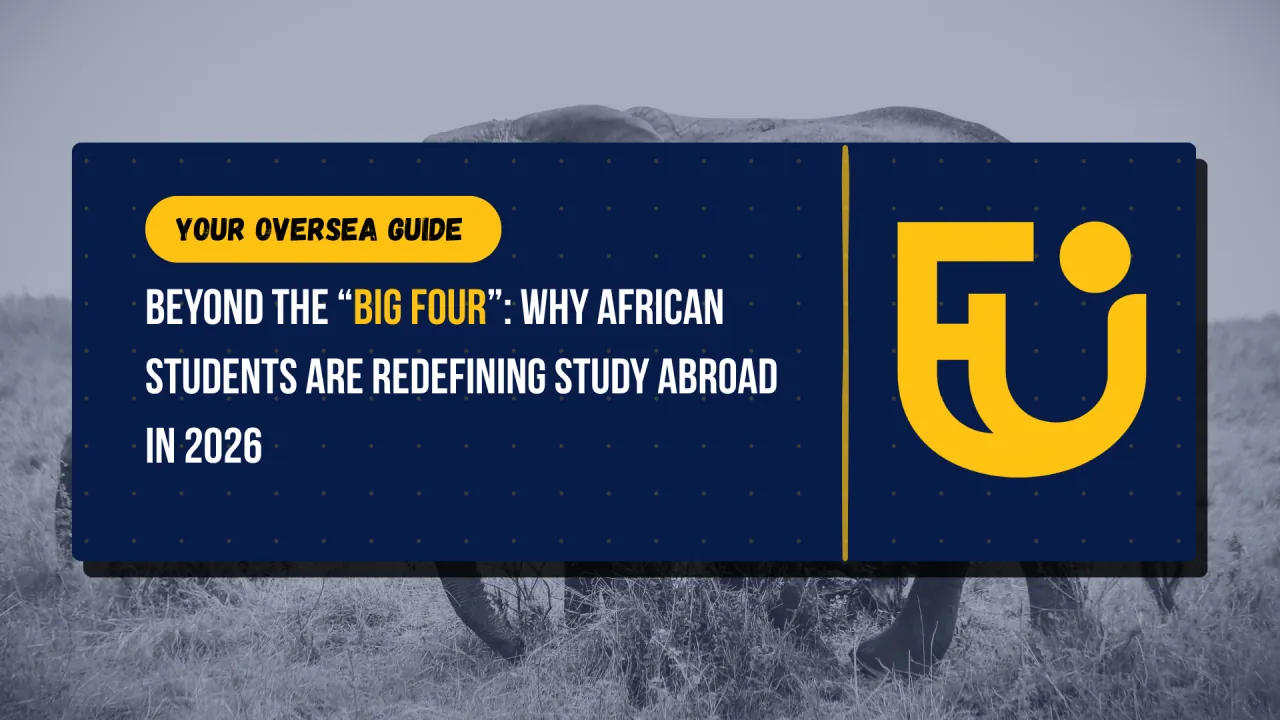 YOUR OVERSEA GUIDE
BEYOND THE “BIG FOUR”: WHY AFRICAN
STUDENTS ARE REDEFINING STUDY ABROAD
IN 2026